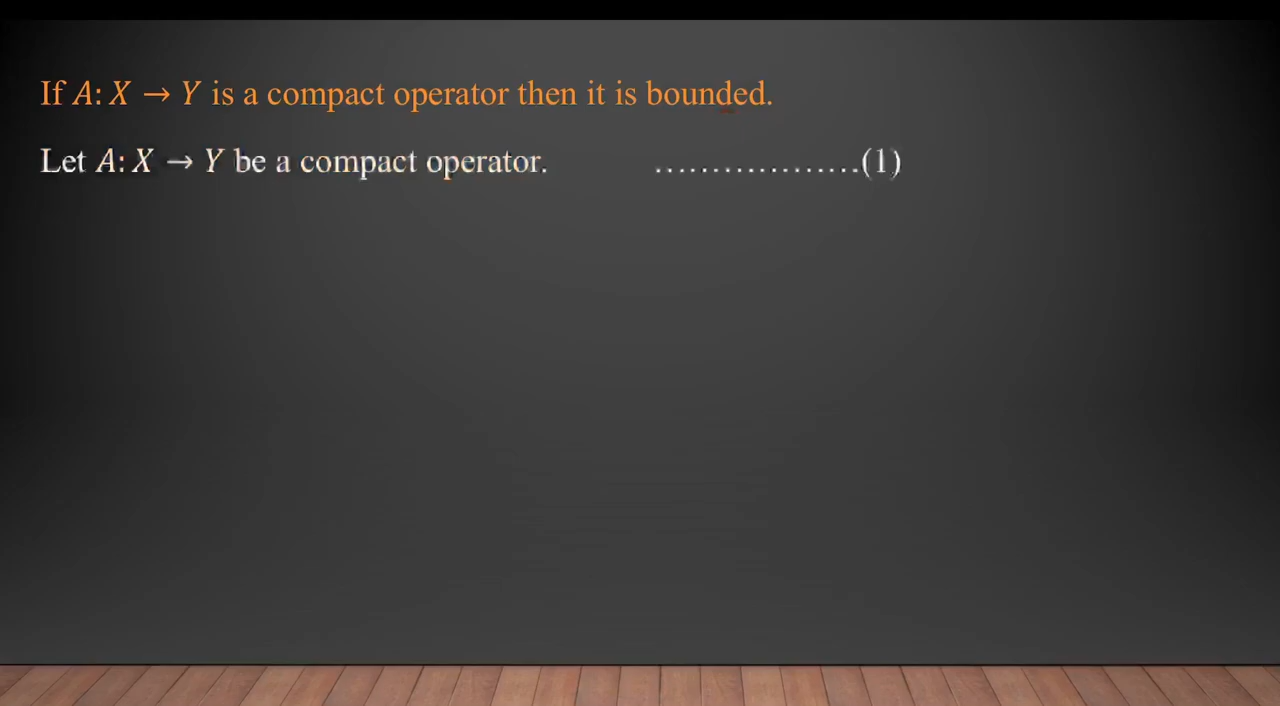 If A: X → Y is a compact operator then it is bounded.
Let A: X → Y be a compact operator. ..................(1)